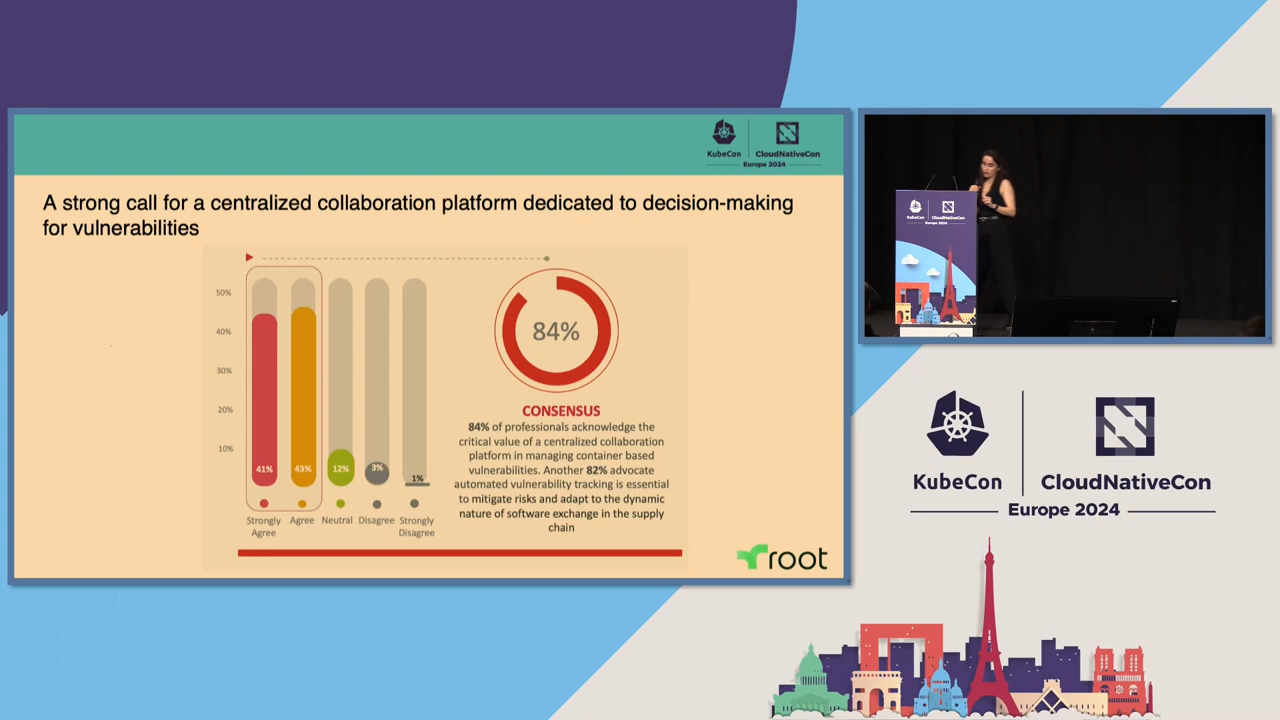 KubeCon
CloudNativeCon
Europe 2024
A strong call for a centralized collaboration platform dedicated to decision-making
for vulnerabilities
50%
40%
30%
20%
10%
41%
43%
12%
3%
1%
Strongly
Agree
Agree
Neutral
Disagree
Strongly
Disagree
84%
CONSENSUS
84% of professionals acknowledge the
critical value of a centralized collaboration
platform in managing container based
vulnerabilities. Another 82% advocate
automated vulnerability tracking is essential
to mitigate risks and adapt to the dynamic
nature of software exchange in the supply
chain
root
KubeCon
CloudNativeCon
Europe 2024
KubeCon
CloudNativeCon
Europe 2024